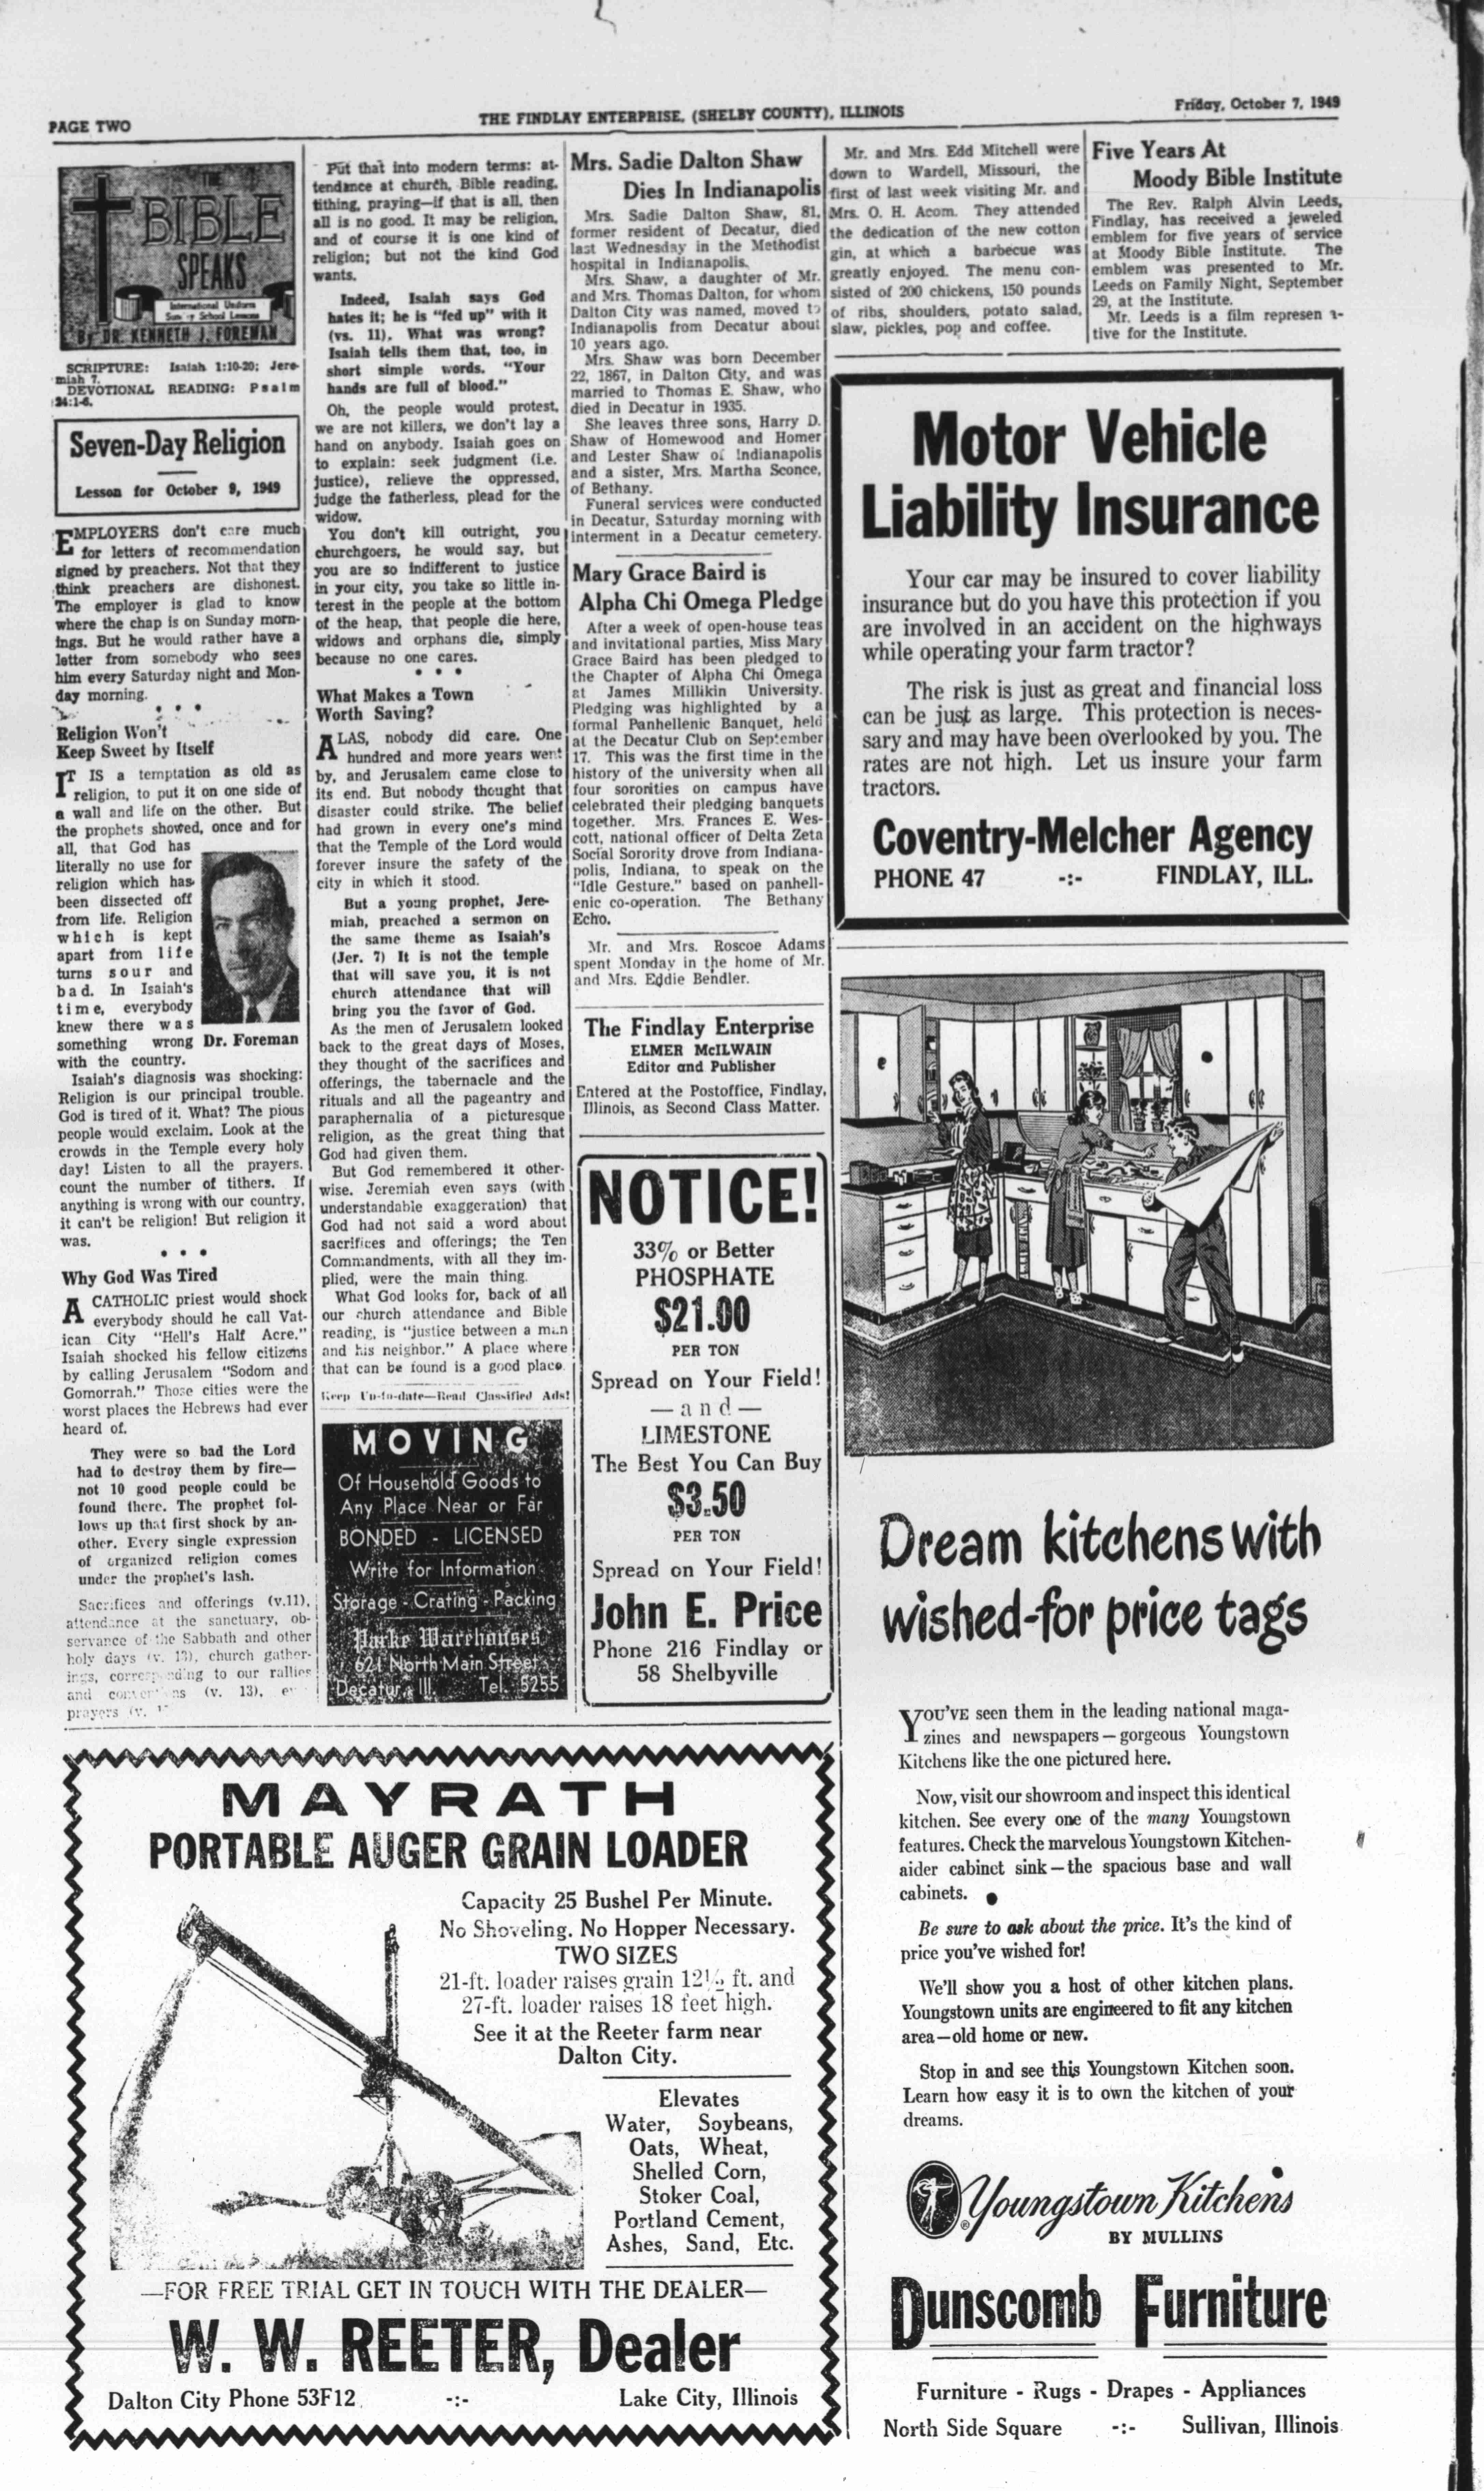 PAGE TWO
THE FINDLAY ENTERPRISE, (SHELBY COUNTY), ILLINOIS
Friday, October 7, 1949
THE
BIBLE
SPEAKS
International Uniform
Sunday School Lessons
By DR. KENNETH J. FOREMAN
SCRIPTURE: Isaiah 1:10-20; Jere-
miah 7.
DEVOTIONAL READING: Psalm
24:1-6.
Seven-Day Religion
Lesson for October 9, 1949
EMPLOYERS don't care much
for letters of recommendation
signed by preachers. Not that they
think preachers are dishonest.
The employer is glad to know
where the chap is on Sunday morn-
ings. But he would rather have a
letter from somebody who sees
him every Saturday night and Mon-
day morning.
• • •
Religion Won't
Keep Sweet by Itself
IT IS a temptation as old as
religion, to put it on one side of
a wall and life on the other. But
the prophets showed, once and for
all, that God has
literally no use for
religion which has
been dissected off
from life. Religion
which is kept
apart from life
turns sour and
bad. In Isaiah's
time, everybody
knew there was
something wrong
with the country.
Dr. Foreman
Isaiah's diagnosis was shocking:
Religion is our principal trouble.
God is tired of it. What? The pious
people would exclaim. Look at the
crowds in the Temple every holy
day! Listen to all the prayers,
count the number of tithers. If
anything is wrong with our country,
it can't be religion! But religion it
was.
• • •
Why God Was Tired
A CATHOLIC priest would shock
everybody should he call Vat-
ican City "Hell's Half Acre."
Isaiah shocked his fellow citizens
by calling Jerusalem "Sodom and
Gomorrah." Those cities were the
worst places the Hebrews had ever
heard of.
They were so bad the Lord
had to destroy them by fire—
not 10 good people could be
found there. The prophet fol-
lows up that first shock by an-
other. Every single expression
of organized religion comes
under the prophet's lash.
Sacrifices and offerings (v.11),
attendance at the sanctuary, ob-
servance of the Sabbath and other
holy days (v. 13), church gather-
ings, corresponding to our rallies
and conventions (v. 13),
prayers (v.
Put that into modern terms: at-
tendance at church, Bible reading,
tithing, praying—if that is all, then
all is no good. It may be religion,
and of course it is one kind of
religion; but not the kind God
wants.
Indeed, Isaiah says God
hates it; he is "fed up" with it
(vs. 11). What was wrong?
Isaiah tells them that, too, in
short simple words. "Your
hands are full of blood."
Oh, the people would protest,
we are not killers, we don't lay a
hand on anybody. Isaiah goes on
to explain: seek judgment (i.e.
justice), relieve the oppressed,
judge the fatherless, plead for the
widow.
You don't kill outright, you
churchgoers, he would say, but
you are so indifferent to justice
in your city, you take so little in-
terest in the people at the bottom
of the heap, that people die here,
widows and orphans die, simply
because no one cares.
• • •
What Makes a Town
Worth Saving?
ALAS, nobody did care. One
hundred and more years went
by, and Jerusalem came close to
its end. But nobody thought that
disaster could strike. The belief
had grown in every one's mind
that the Temple of the Lord would
forever insure the safety of the
city in which it stood.
But a young prophet, Jere-
miah, preached a sermon on
the same theme as Isaiah's
(Jer. 7) It is not the temple
that will save you, it is not
church attendance that will
bring you the favor of God.
As the men of Jerusalem looked
back to the great days of Moses,
they thought of the sacrifices and
offerings, the tabernacle and the
rituals and all the pageantry and
paraphernalia of a picturesque
religion, as the great thing that
God had given them.
But God remembered it other-
wise. Jeremiah even says (with
understandable exaggeration) that
God had not said a word about
sacrifices and offerings; the Ten
Commandments, with all they im-
plied, were the main thing.
What God looks for, back of all
our church attendance and Bible
reading, is "justice between a man
and his neighbor." A place where
that can be found is a good place.
Keep Up-to-date—Read Classified Ads!
MOVING
Of Household Goods to
Any Place Near or Far
BONDED - LICENSED
Write for Information
Storage - Crating - Packing
Parke Warehouses
621 North Main Street
Decatur, Ill. Tel. 5255
Mrs. Sadie Dalton Shaw
Dies In Indianapolis
Mrs. Sadie Dalton Shaw, 81,
former resident of Decatur, died
last Wednesday in the Methodist
hospital in Indianapolis.
Mrs. Shaw, a daughter of Mr.
and Mrs. Thomas Dalton, for whom
Dalton City was named, moved to
Indianapolis from Decatur about
10 years ago.
Mrs. Shaw was born December
22, 1867, in Dalton City, and was
married to Thomas E. Shaw, who
died in Decatur in 1935.
She leaves three sons, Harry D.
Shaw of Homewood and Homer
and Lester Shaw of Indianapolis
and a sister, Mrs. Martha Sconce,
of Bethany.
Funeral services were conducted
in Decatur, Saturday morning with
interment in a Decatur cemetery.
Mary Grace Baird is
Alpha Chi Omega Pledge
After a week of open-house teas
and invitational parties, Miss Mary
Grace Baird has been pledged to
the Chapter of Alpha Chi Omega
at James Millikin University.
Pledging was highlighted by a
formal Panhellenic Banquet, held
at the Decatur Club on September
17. This was the first time in the
history of the university when all
four sororities on campus have
celebrated their pledging banquets
together. Mrs. Frances E. Wes-
cott, national officer of Delta Zeta
Social Sorority drove from Indiana-
polis, Indiana, to speak on the
"Idle Gesture." based on panhell-
enic co-operation. The Bethany
Echo.
Mr. and Mrs. Roscoe Adams
spent Monday in the home of Mr.
and Mrs. Eddie Bendler.
The Findlay Enterprise
ELMER McILWAIN
Editor and Publisher
Entered at the Postoffice, Findlay,
Illinois, as Second Class Matter.
NOTICE!
33% or Better
PHOSPHATE
$21.00
PER TON
Spread on Your Field!
— and —
LIMESTONE
The Best You Can Buy
$3.50
PER TON
Spread on Your Field!
John E. Price
Phone 216 Findlay or
58 Shelbyville
Mr. and Mrs. Edd Mitchell were
down to Wardell, Missouri, the
first of last week visiting Mr. and
Mrs. O. H. Acom. They attended
the dedication of the new cotton
gin, at which a barbecue was
greatly enjoyed. The menu con-
sisted of 200 chickens, 150 pounds
of ribs, shoulders, potato salad,
slaw, pickles, pop and coffee.
Five Years At
Moody Bible Institute
The Rev. Ralph Alvin Leeds,
Findlay, has received a jeweled
emblem for five years of service
at Moody Bible Institute. The
emblem was presented to Mr.
Leeds on Family Night, September
29, at the Institute.
Mr. Leeds is a film representa-
tive for the Institute.
Motor Vehicle
Liability Insurance
Your car may be insured to cover liability
insurance but do you have this protection if you
are involved in an accident on the highways
while operating your farm tractor?
The risk is just as great and financial loss
can be just as large. This protection is neces-
sary and may have been overlooked by you. The
rates are not high. Let us insure your farm
tractors.
Coventry-Melcher Agency
PHONE 47 -:- FINDLAY, ILL.
Dream kitchens with
wished-for price tags
YOU'VE seen them in the leading national maga-
zines and newspapers—gorgeous Youngstown
Kitchens like the one pictured here.
Now, visit our showroom and inspect this identical
kitchen. See every one of the many Youngstown
features. Check the marvelous Youngstown Kitchen-
aider cabinet sink—the spacious base and wall
cabinets.
Be sure to ask about the price. It's the kind of
price you've wished for!
We'll show you a host of other kitchen plans.
Youngstown units are engineered to fit any kitchen
area—old home or new.
Stop in and see this Youngstown Kitchen soon.
Learn how easy it is to own the kitchen of your
dreams.
® Youngstown Kitchens
BY MULLINS
Dunscomb Furniture
Furniture - Rugs - Drapes - Appliances
North Side Square -:- Sullivan, Illinois
MAYRATH
PORTABLE AUGER GRAIN LOADER
Capacity 25 Bushel Per Minute.
No Shoveling. No Hopper Necessary.
TWO SIZES
21-ft. loader raises grain 12½ ft. and
27-ft. loader raises 18 feet high.
See it at the Reeter farm near
Dalton City.
Elevates
Water, Soybeans,
Oats, Wheat,
Shelled Corn,
Stoker Coal,
Portland Cement,
Ashes, Sand, Etc.
—FOR FREE TRIAL GET IN TOUCH WITH THE DEALER—
W. W. REETER, Dealer
Dalton City Phone 53F12 -:- Lake City, Illinois